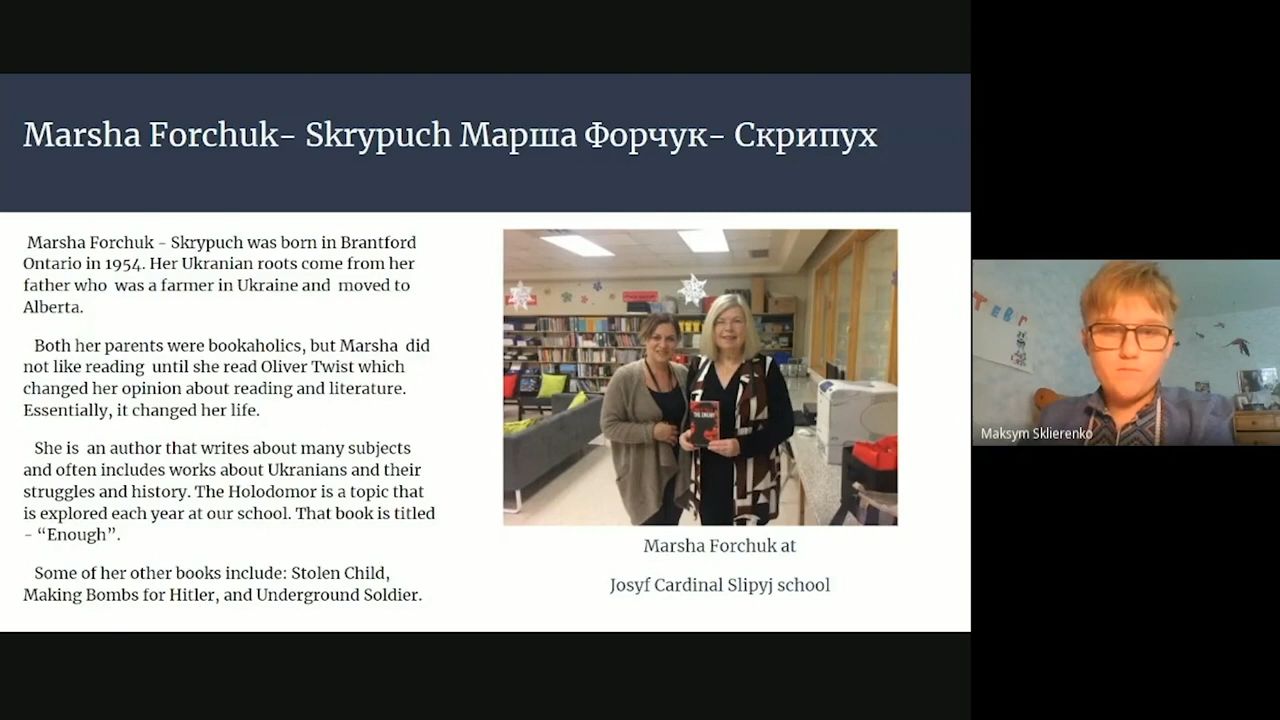 Marsha Forchuk- Skrypuch Марша Форчук- Скрипух
Marsha Forchuk - Skrypuch was born in Brantford
Ontario in 1954. Her Ukranian roots come from her
father who was a farmer in Ukraine and moved to
Alberta.
Both her parents were bookaholics, but Marsha did
not like reading until she read Oliver Twist which
changed her opinion about reading and literature.
Essentially, it changed her life.
She is an author that writes about many subjects
and often includes works about Ukranians and their
struggles and history. The Holodomor is a topic that
is explored each year at our school. That book is titled
- “Enough”.
Some of her other books include: Stolen Child,
Making Bombs for Hitler, and Underground Soldier.
THE ENEMY
Marsha Forchuk at
Josyf Cardinal Slipyj school
Maksym Sklierenko